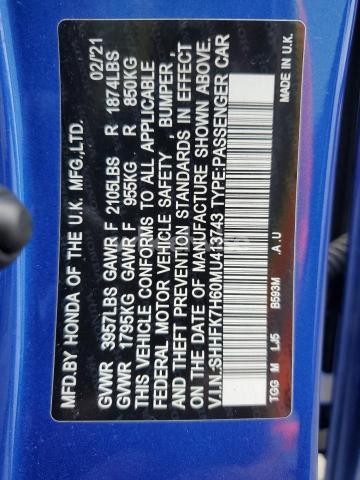 MFD.BY HONDA OF THE U.K. MFG.,LTD. 02/'21
GVWR 3957LBS GAWR F 2105LBS R 1874LBS
GVWR 1795KG GAWR F 955KG R 850KG
THIS VEHICLE CONFORMS TO ALL APPLICABLE
FEDERAL MOTOR VEHICLE SAFETY, BUMPER,
AND THEFT PREVENTION STANDARDS IN EFFECT
ON THE DATE OF MANUFACTURE SHOWN ABOVE.
V.I.N.:SHHFK7H60MU413743 TYPE:PASSENGER CAR
.A.U MADE IN U.K.
TGG M LJ5 B593M